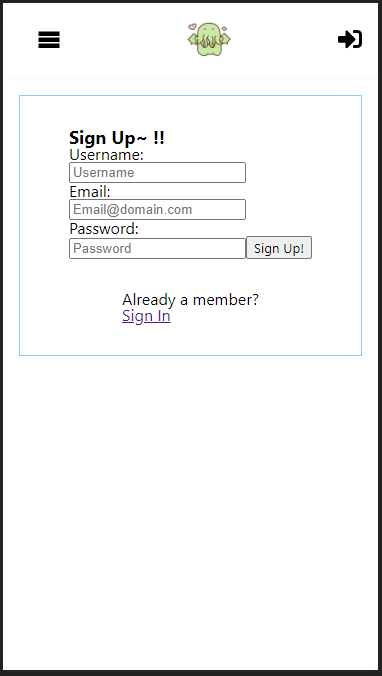 Sign Up~ !!
Username:
Username
Email:
Email@domain.com
Password:
Password Sign Up!
Already a member?
Sign In